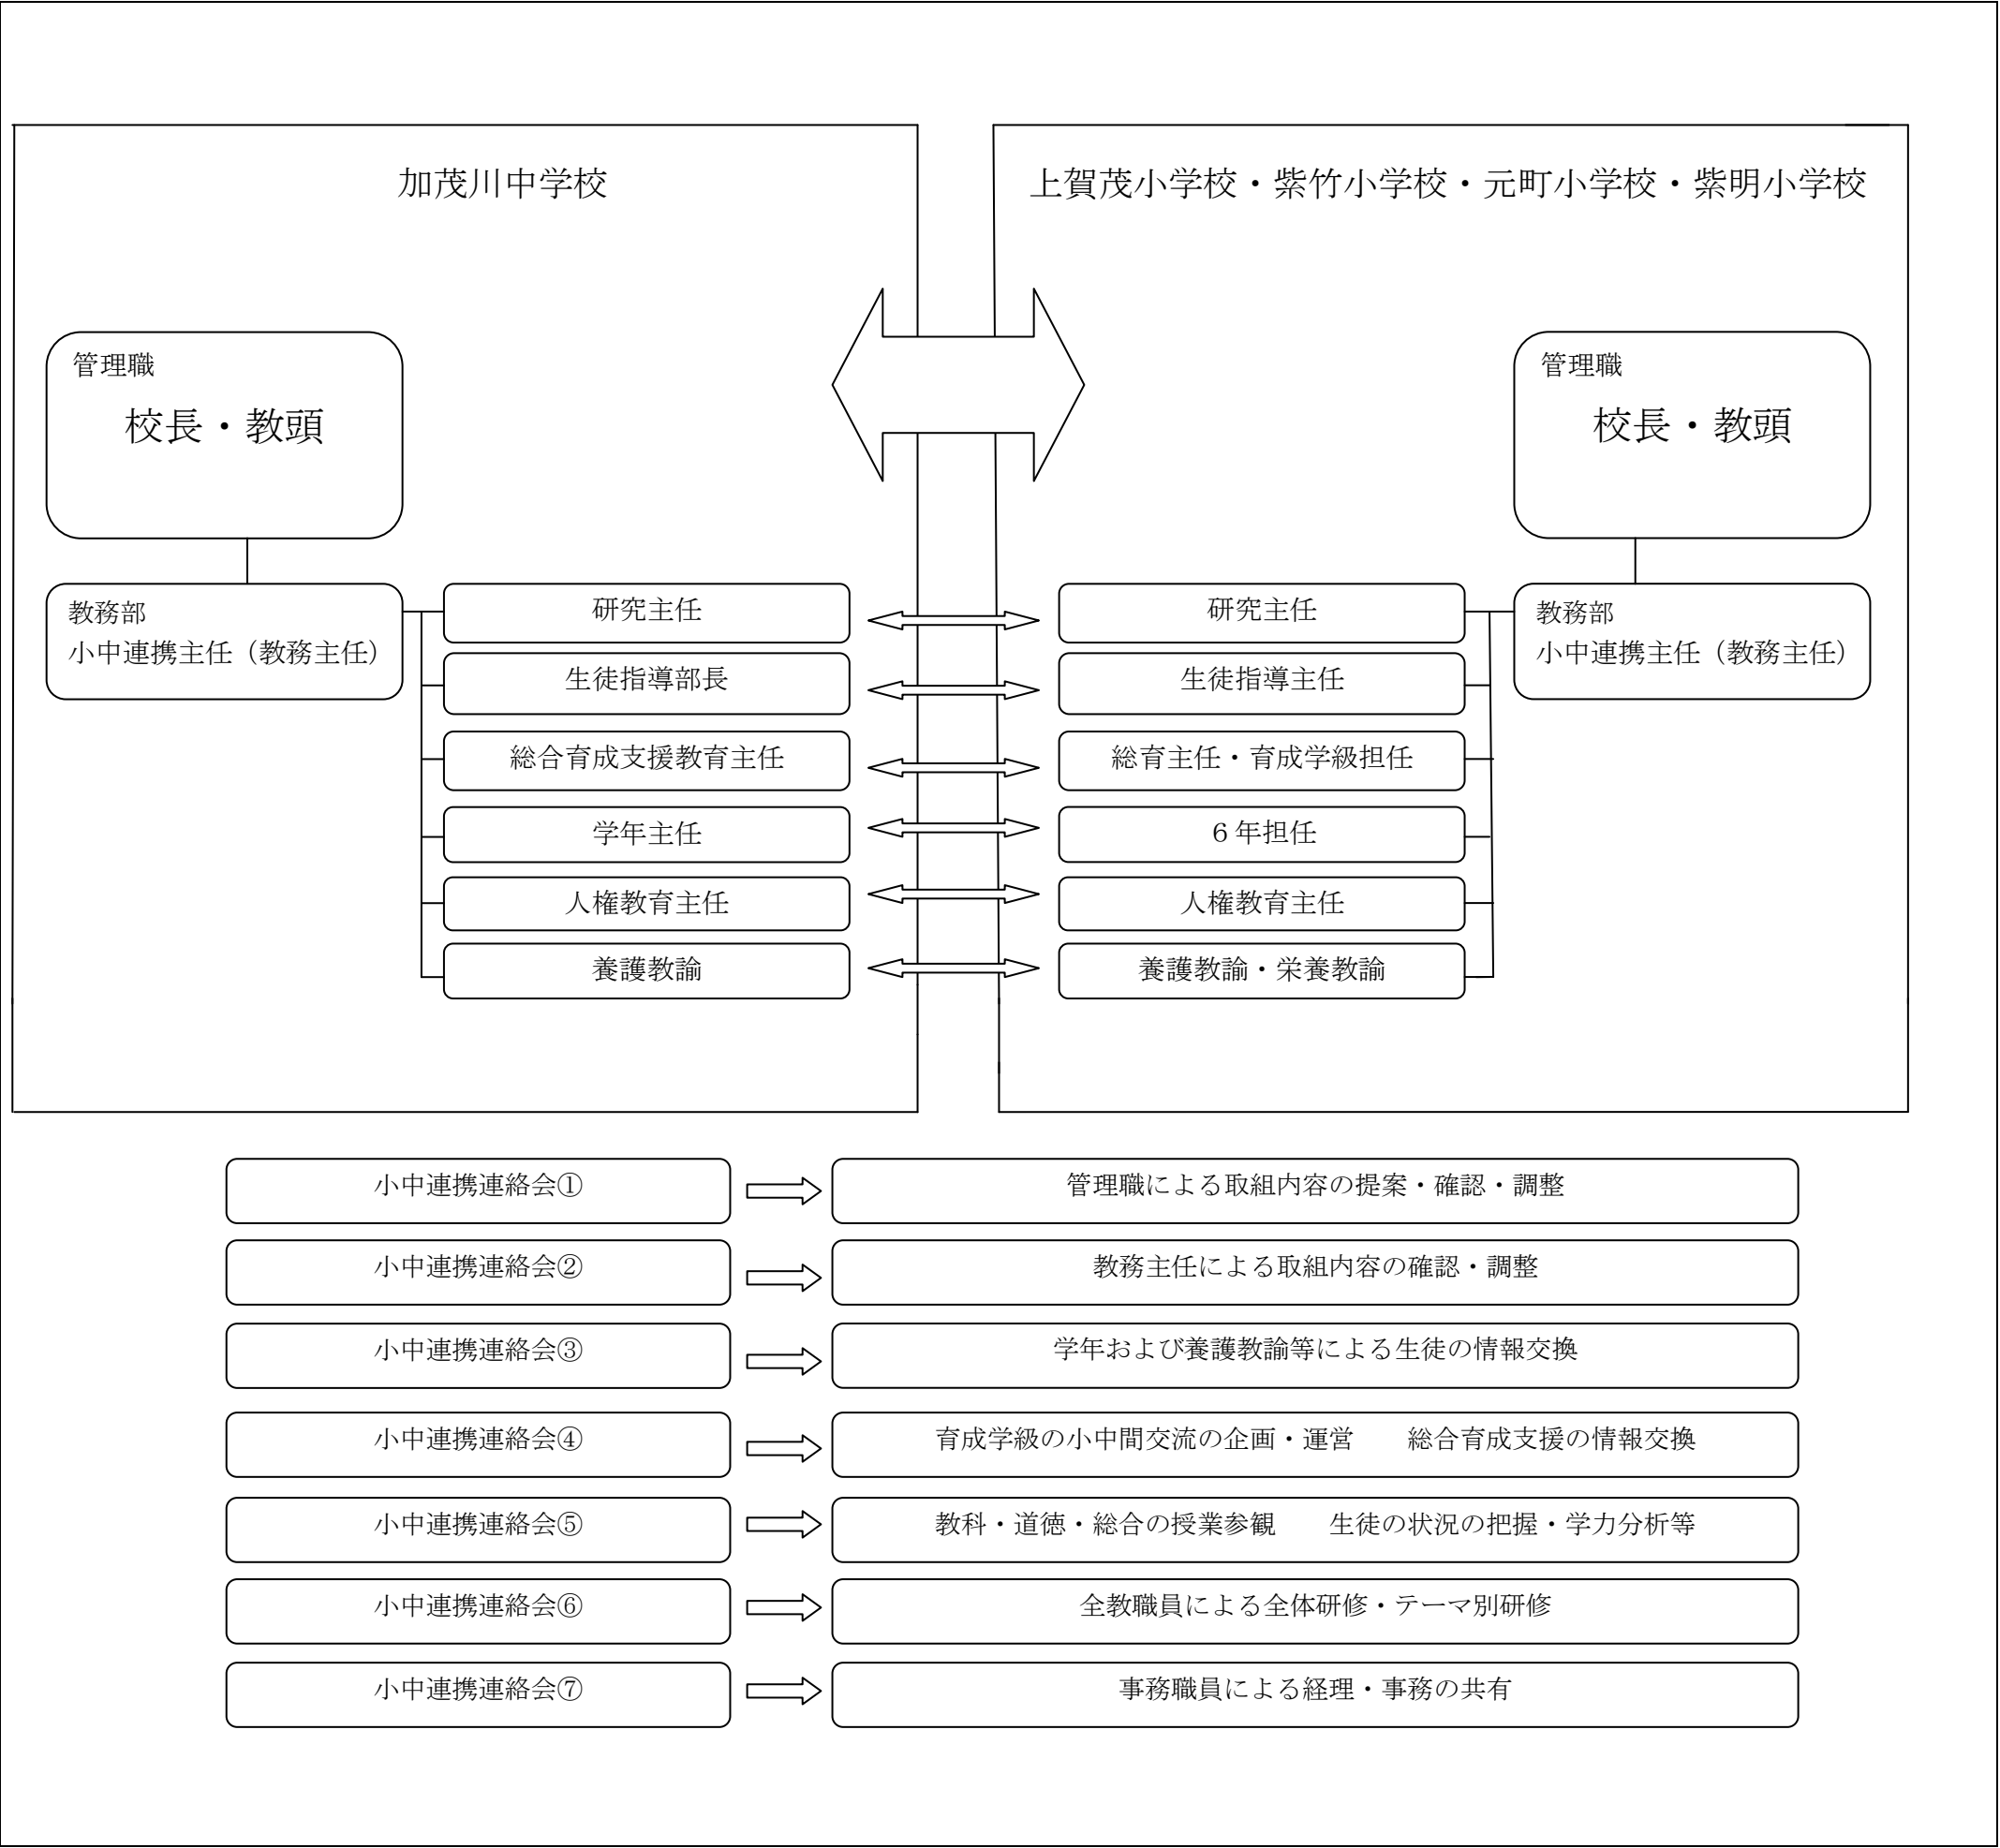 加茂川中学校
管理職
校長・教頭
教務部
小中連携主任（教務主任）
研究主任
生徒指導部長
総合育成支援教育主任
学年主任
人権教育主任
養護教諭
上賀茂小学校・紫竹小学校・元町小学校・紫明小学校
管理職
校長・教頭
教務部
小中連携主任（教務主任）
研究主任
生徒指導主任
総育主任・育成学級担任
６年担任
人権教育主任
養護教諭・栄養教諭
小中連携連絡会①
管理職による取組内容の提案・確認・調整
小中連携連絡会②
教務主任による取組内容の確認・調整
小中連携連絡会③
学年および養護教諭等による生徒の情報交換
小中連携連絡会④
育成学級の小中間交流の企画・運営　　総合育成支援の情報交換
小中連携連絡会⑤
教科・道徳・総合の授業参観　　生徒の状況の把握・学力分析等
小中連携連絡会⑥
全教職員による全体研修・テーマ別研修
小中連携連絡会⑦
事務職員による経理・事務の共有